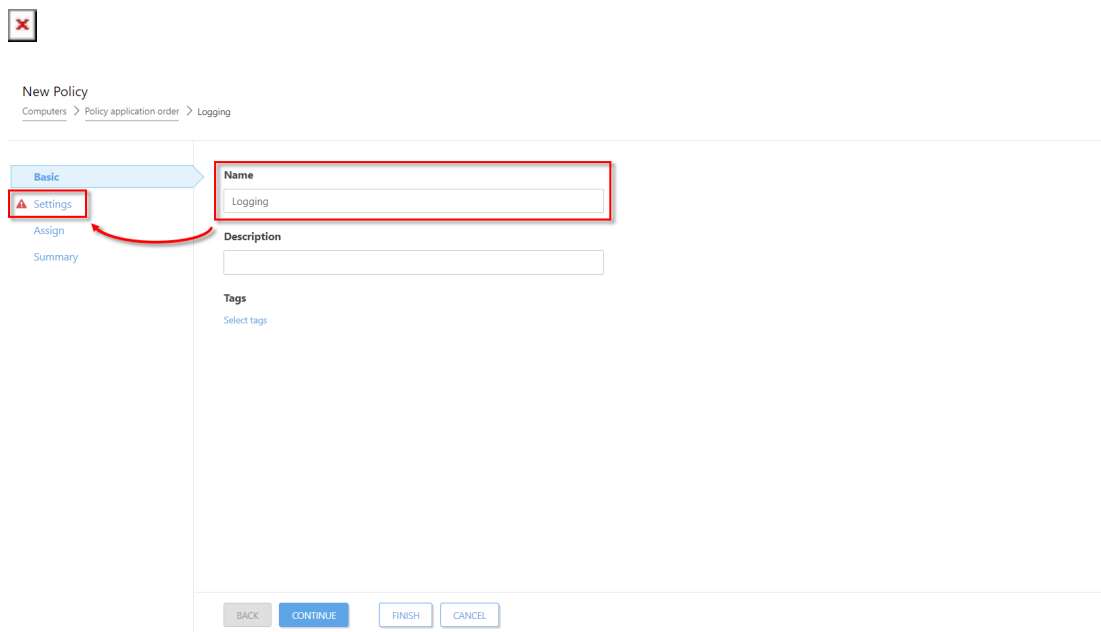 New Policy
Computers > Policy application order > Logging
Basic
Settings
Assign
Summary
Name
Logging
Description
Tags
Select tags
BACK CONTINUE FINISH CANCEL